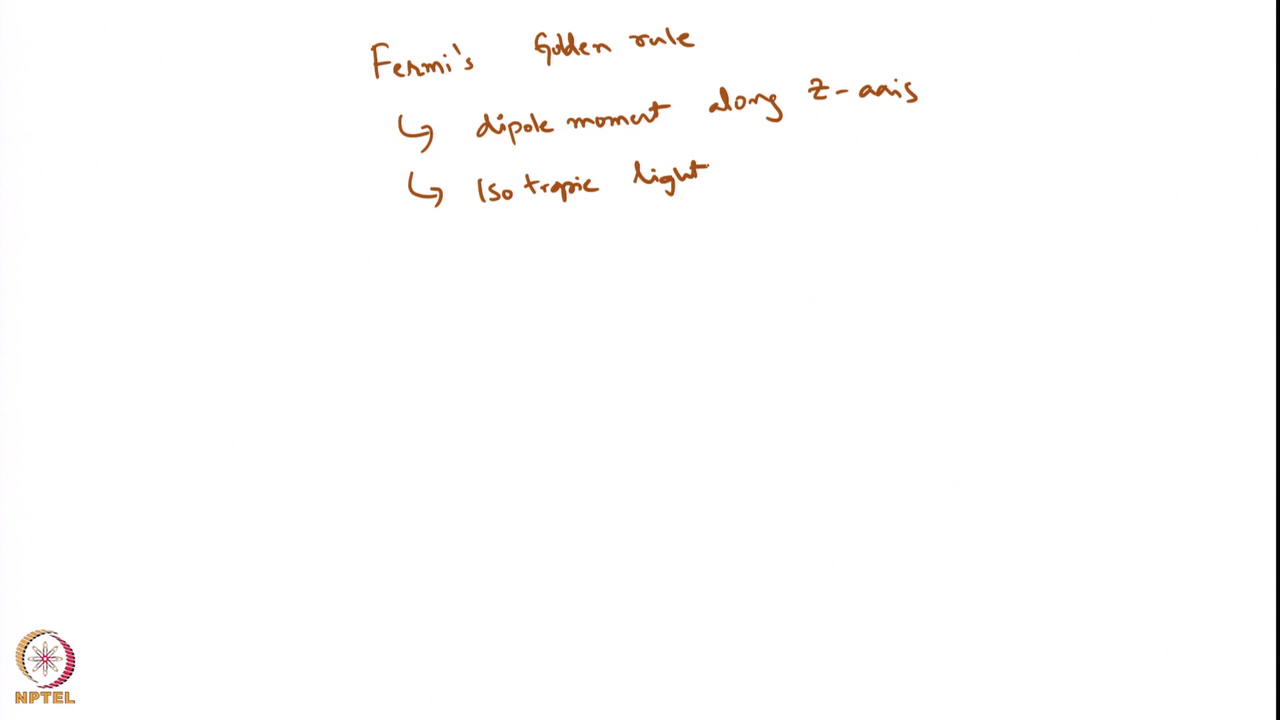 Fermi's Golden rule
↳ dipole moment along z-axis
↳ Isotropic light
NPTEL